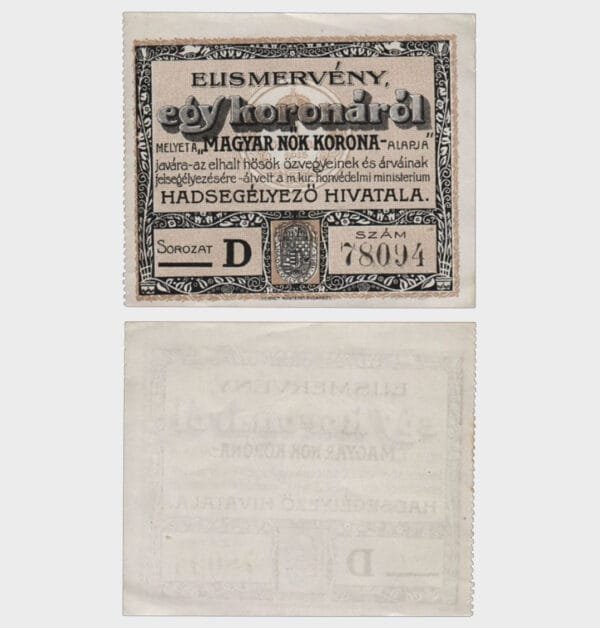 ELISMERVÉNY,
egy koronáról
MELYET A „MAGYAR NŐK KORONA-ALAPJA"
javára-az elhalt hősök özvegyeinek és árváinak
felsegélyezésére-átvett a m.kir. honvédelmi ministerium
HADSEGÉLYEZŐ HIVATALA.
SOROZAT D
SZÁM
78094